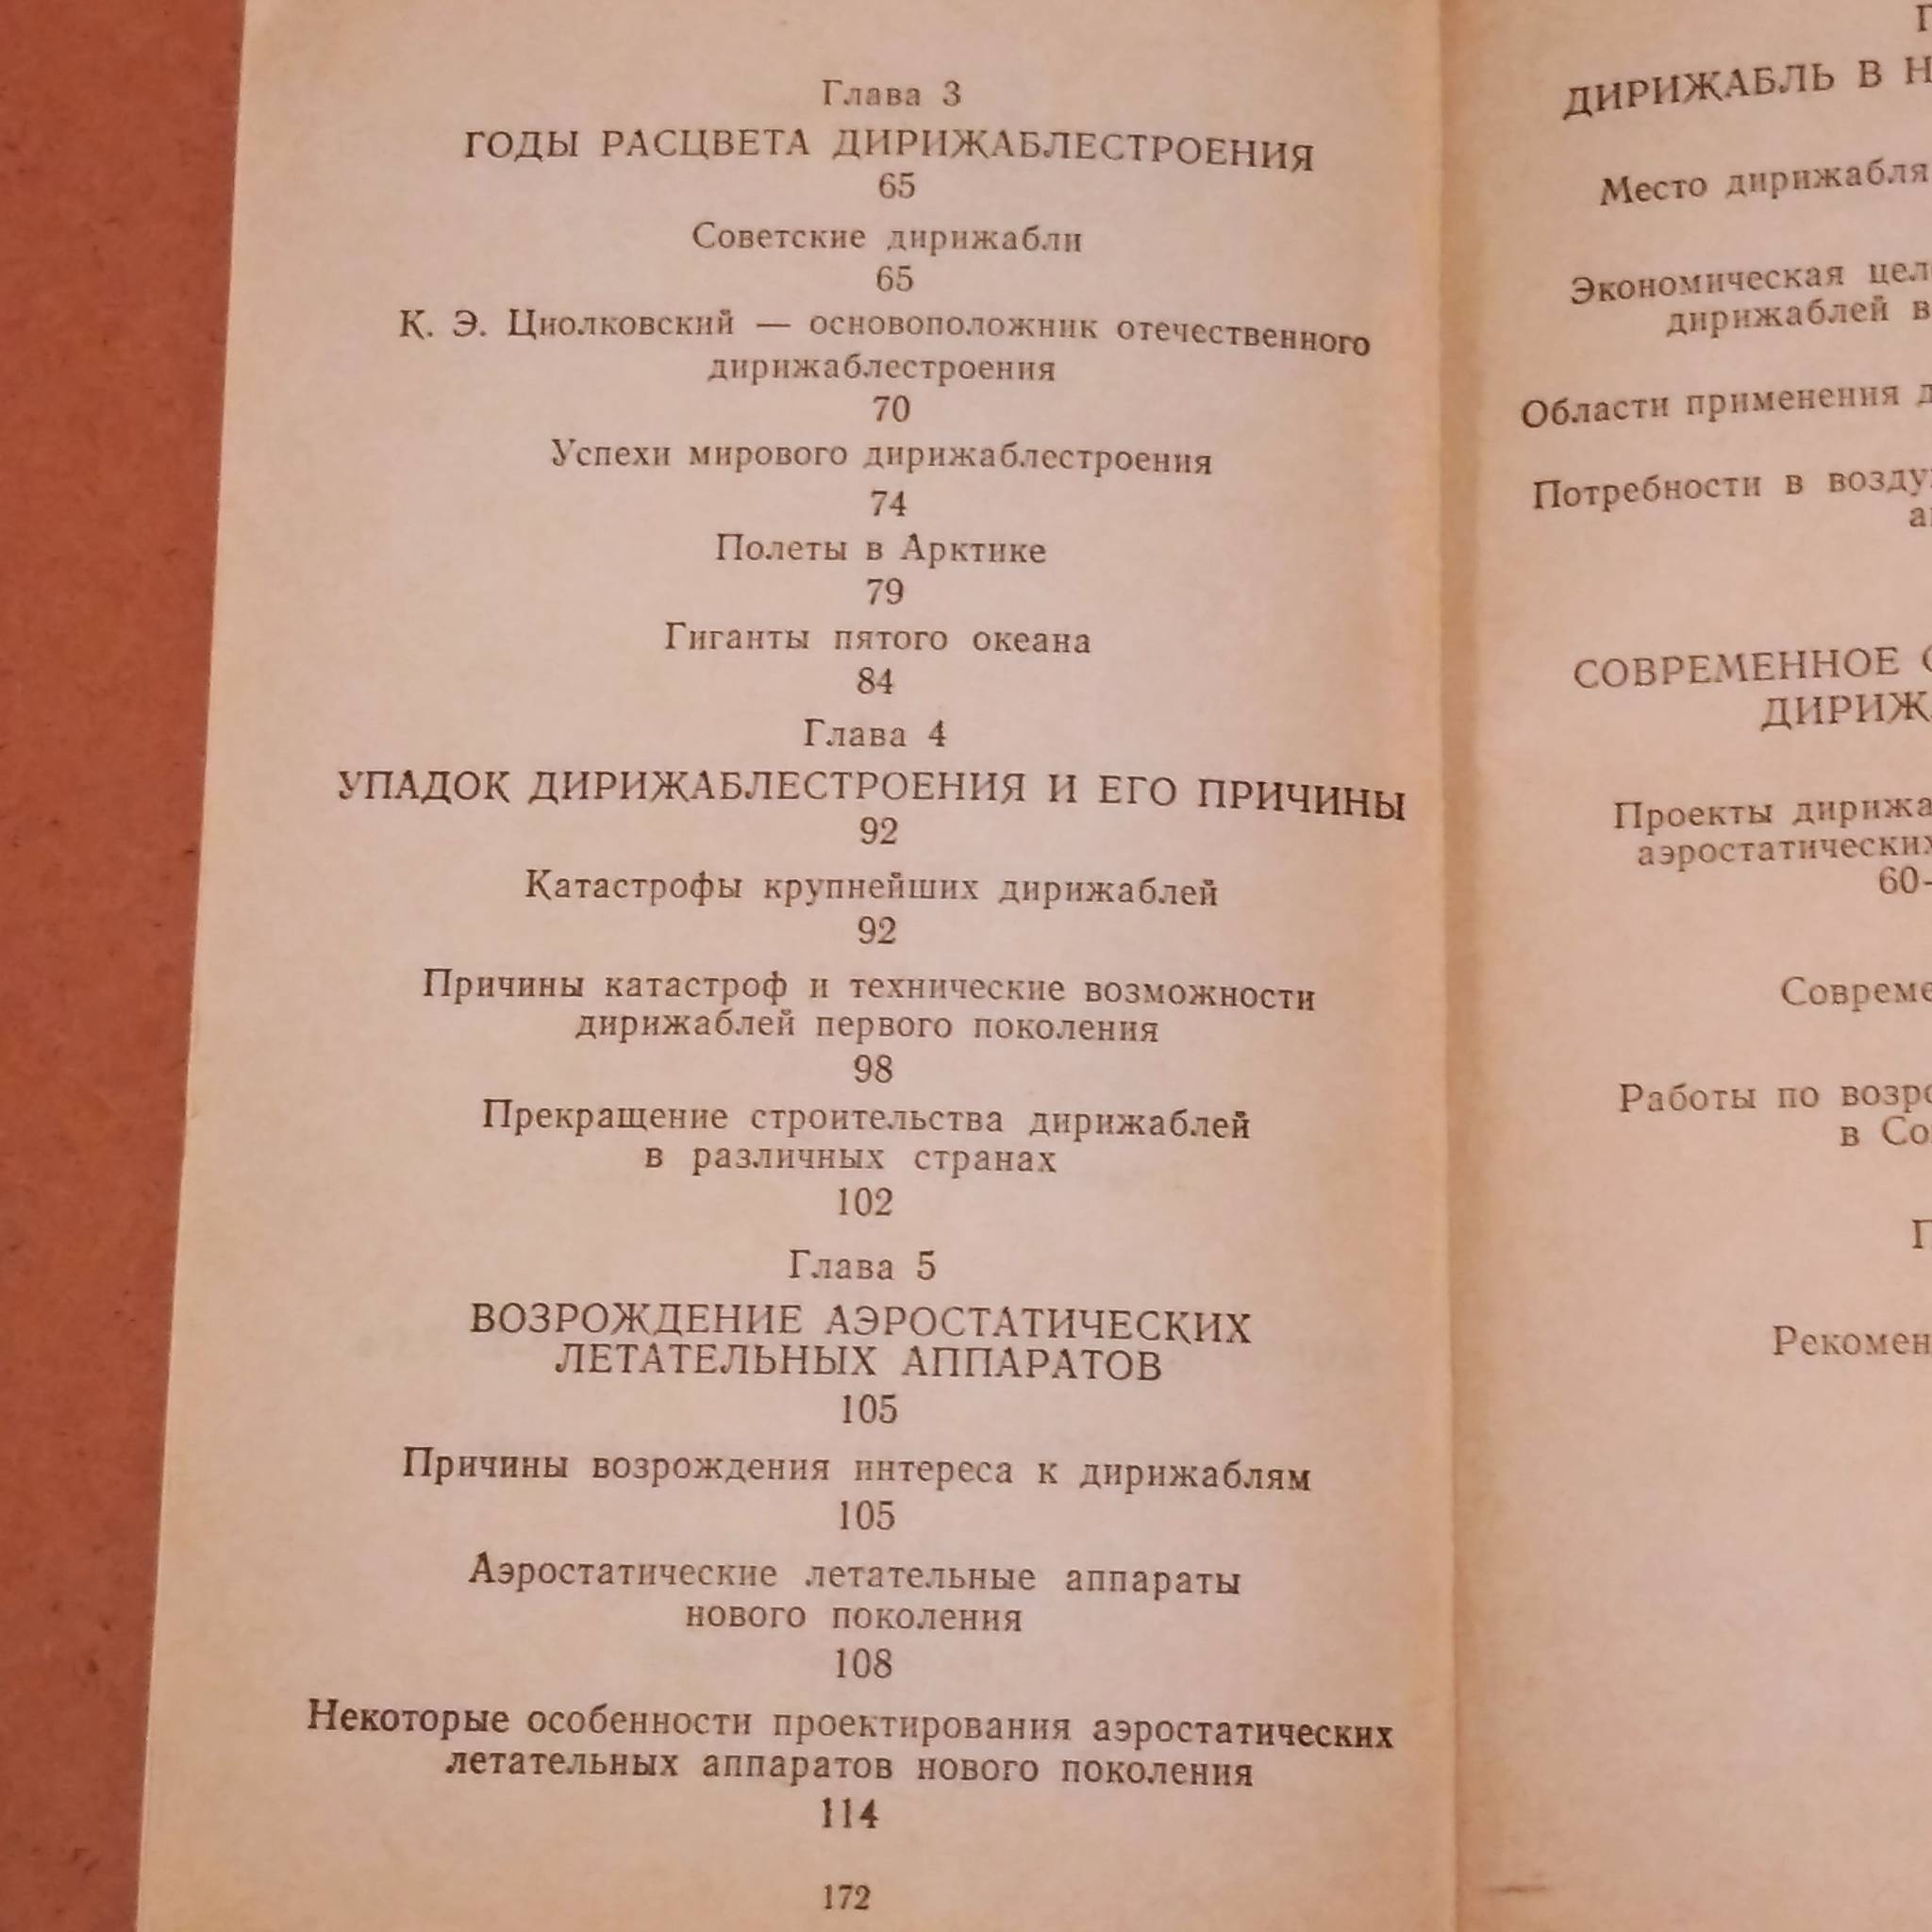 Глава 3
ГОДЫ РАСЦВЕТА ДИРИЖАБЛЕСТРОЕНИЯ
65
Советские дирижабли
65
К. Э. Циолковский — основоположник отечественного
дирижаблестроения
70
Успехи мирового дирижаблестроения
74
Полеты в Арктике
79
Гиганты пятого океана
84
Глава 4
УПАДОК ДИРИЖАБЛЕСТРОЕНИЯ И ЕГО ПРИЧИНЫ
92
Катастрофы крупнейших дирижаблей
92
Причины катастроф и технические возможности
дирижаблей первого поколения
98
Прекращение строительства дирижаблей
в различных странах
102
Глава 5
ВОЗРОЖДЕНИЕ АЭРОСТАТИЧЕСКИХ
ЛЕТАТЕЛЬНЫХ АППАРАТОВ
105
Причины возрождения интереса к дирижаблям
105
Аэростатические летательные аппараты
нового поколения
108
Некоторые особенности проектирования аэростатических
летательных аппаратов нового поколения
114
172
ДИРИЖАБЛЬ В
Место дирижабля
Экономическая
дирижаблей в
Области применения
Потребности в
СОВРЕМЕННОЕ
Проекты
аэростатических
60-
Работы по
в